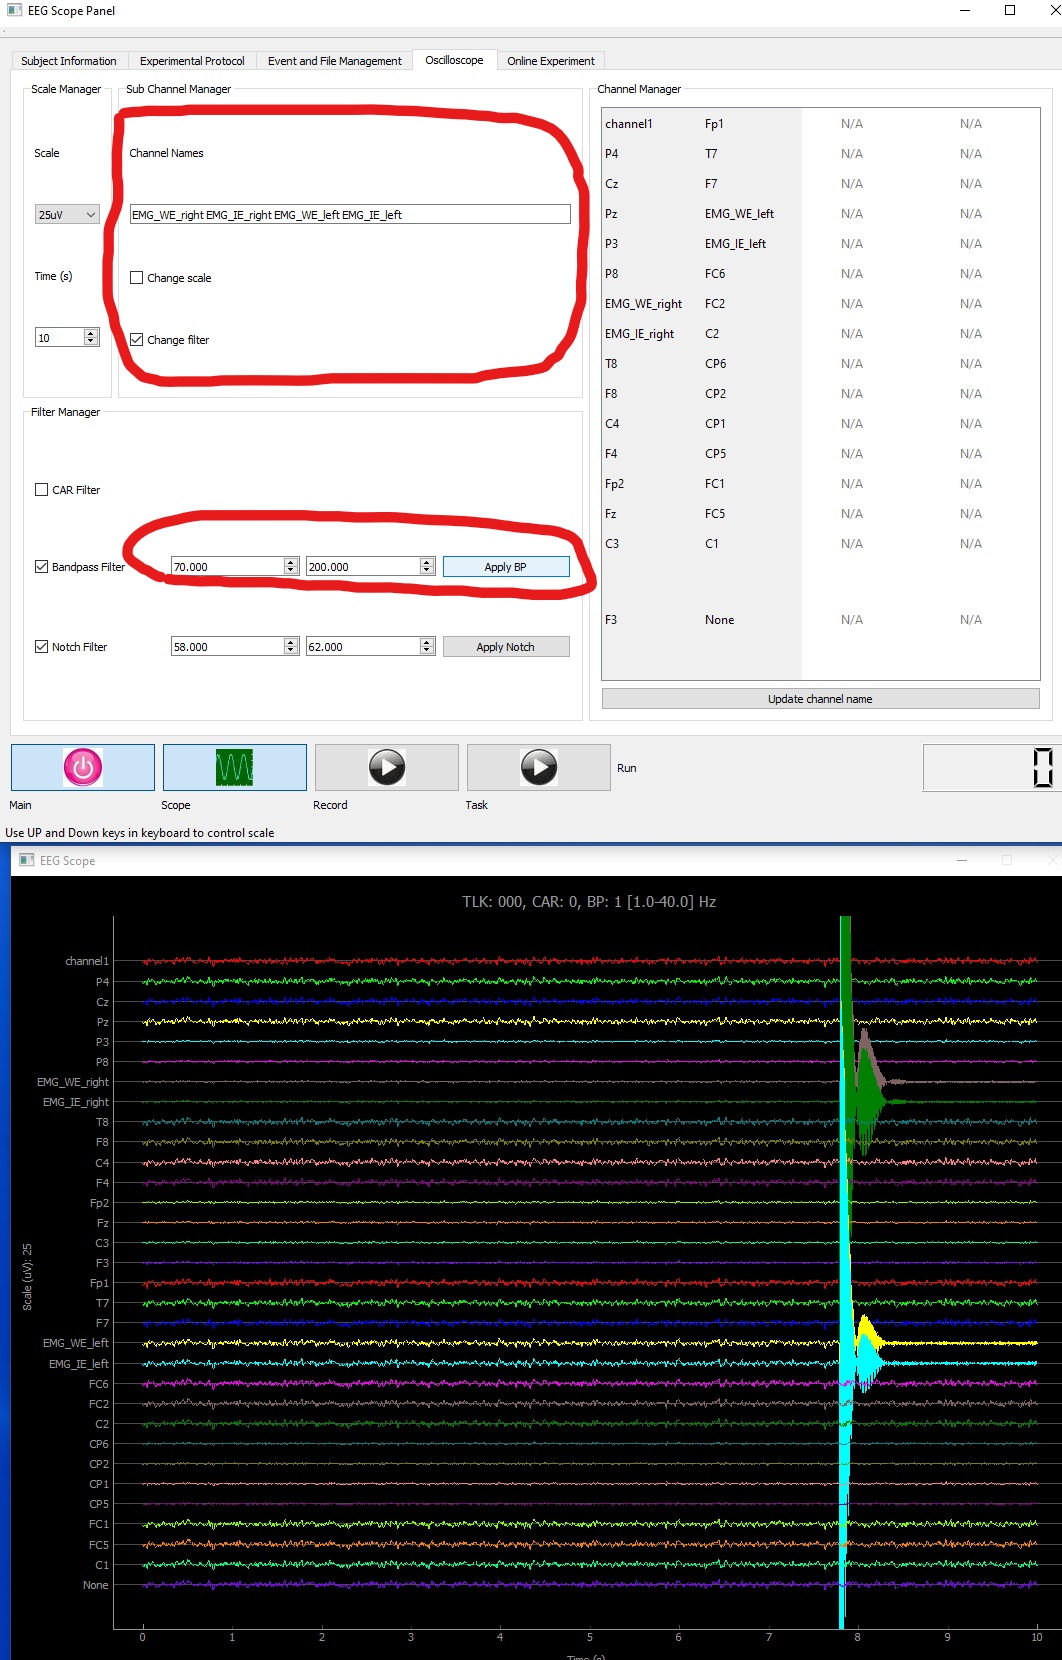 EEG Scope Panel
Subject Information Experimental Protocol Event and File Management Oscilloscope Online Experiment
Scale Manager Sub Channel Manager Channel Manager
Scale Channel Names
25uV EMG_WE_right EMG_IE_right EMG_WE_left EMG_IE_left
Time (s) Change scale
10 Change filter
channel1 Fp1 N/A N/A
P4 T7 N/A N/A
Cz F7 N/A N/A
Pz EMG_WE_left N/A N/A
P3 EMG_IE_left N/A N/A
P8 FC6 N/A N/A
EMG_WE_right FC2 N/A N/A
EMG_IE_right C2 N/A N/A
T8 CP6 N/A N/A
F8 CP2 N/A N/A
C4 CP1 N/A N/A
F4 CP5 N/A N/A
Fp2 FC1 N/A N/A
Fz FC5 N/A N/A
C3 C1 N/A N/A
F3 None N/A N/A
Update channel name
Filter Manager
CAR Filter
Bandpass Filter 70.000 200.000 Apply BP
Notch Filter 58.000 62.000 Apply Notch
Run 0
Main Scope Record Task
Use UP and Down keys in keyboard to control scale
EEG Scope
TLK: 000, CAR: 0, BP: 1 [1.0-40.0] Hz
channel1
P4
Cz
Pz
P3
P8
EMG_WE_right
EMG_IE_right
T8
F8
C4
F4
Fp2
Fz
C3
F3
Fp1
T7
F7
EMG_WE_left
EMG_IE_left
FC6
FC2
C2
CP6
CP2
CP1
CP5
FC1
FC5
C1
None
Scale (uV): 25
0 1 2 3 4 5 6 7 8 9 10
Time (s)